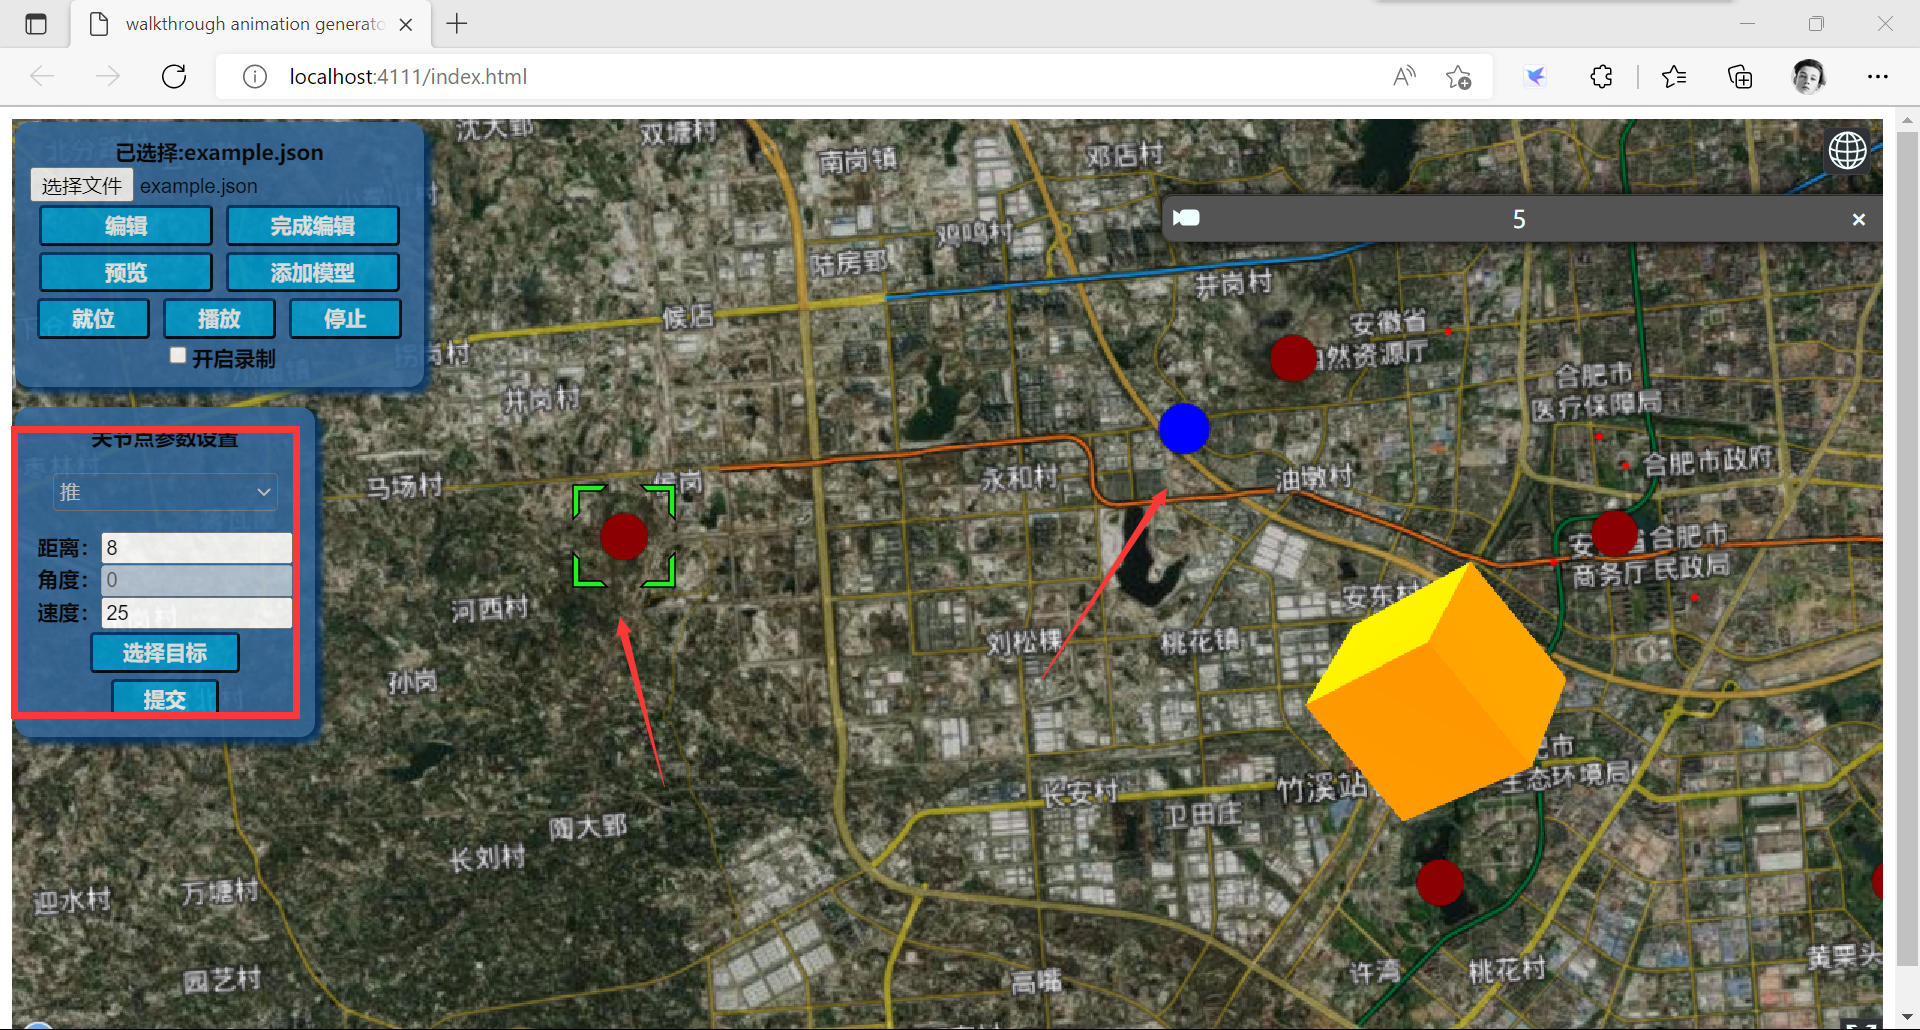 walkthrough animation generato
localhost:4111/index.html
已选择:example.json
选择文件 example.json
编辑 完成编辑
预览 添加模型
就位 播放 停止
开启录制
关节点参数设置
推
距离： 8
角度： 0
速度： 25
选择目标
提交
5
双塘村
南岗镇
邓店村
鸡鸣村
陆房郢
井岗村
候店
安徽省
自然资源厅
合肥市
医疗保障局
井岗村
马场村
侯岗
永和村
油墩村
合肥市政府
河西村
安东村
商务厅
合肥市
民政局
刘松棵
桃花镇
孙岗
生态环境局
长安村
竹溪站
卫田庄
陶大郢
长刘村
迎水村
万塘村
园艺村
高嘴
许湾
桃花村
黄栗头